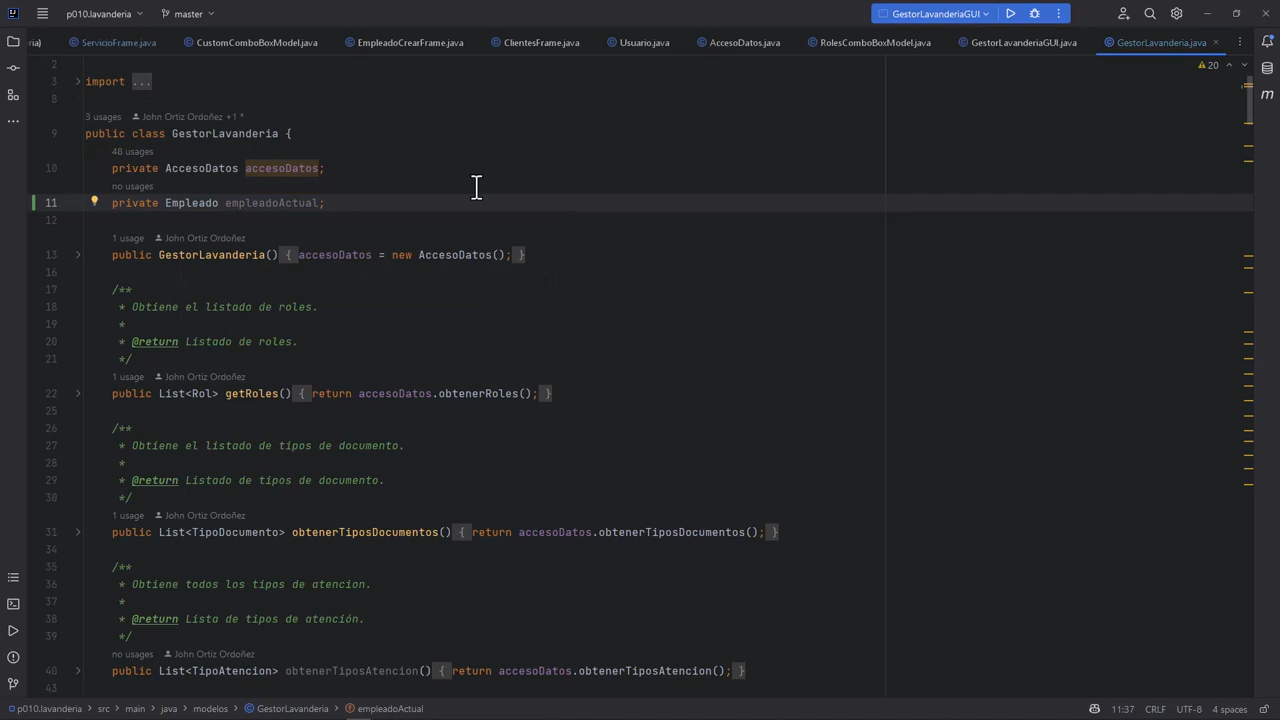 p010.lavanderia
master
GestorLavanderiaGUI
ServicioFrame.java
CustomComboBoxModel.java
EmpleadoCrearFrame.java
ClientesFrame.java
Usuario.java
AccesoDatos.java
RolesComboBoxModel.java
GestorLavanderiaGUI.java
GestorLavanderia.java
20
2
3 import ...
8
3 usages John Ortiz Ordoñez +1 *
9 public class GestorLavanderia {
48 usages
10 private AccesoDatos accesoDatos;
no usages
11 private Empleado empleadoActual;
12
1 usage John Ortiz Ordoñez
13 public GestorLavanderia() { accesoDatos = new AccesoDatos(); }
16
17 /**
18 * Obtiene el listado de roles.
19 *
20 * @return Listado de roles.
21 */
1 usage John Ortiz Ordoñez
22 public List<Rol> getRoles() { return accesoDatos.obtenerRoles(); }
25
26 /**
27 * Obtiene el listado de tipos de documento.
28 *
29 * @return Listado de tipos de documento.
30 */
1 usage John Ortiz Ordoñez
31 public List<TipoDocumento> obtenerTiposDocumentos() { return accesoDatos.obtenerTiposDocumentos(); }
34
35 /**
36 * Obtiene todos los tipos de atencion.
37 *
38 * @return Lista de tipos de atención.
39 */
no usages John Ortiz Ordoñez
40 public List<TipoAtencion> obtenerTiposAtencion() { return accesoDatos.obtenerTiposAtencion(); }
43
p010.lavanderia > src > main > java > modelos > GestorLavanderia > empleadoActual
11:37 CRLF UTF-8 4 spaces